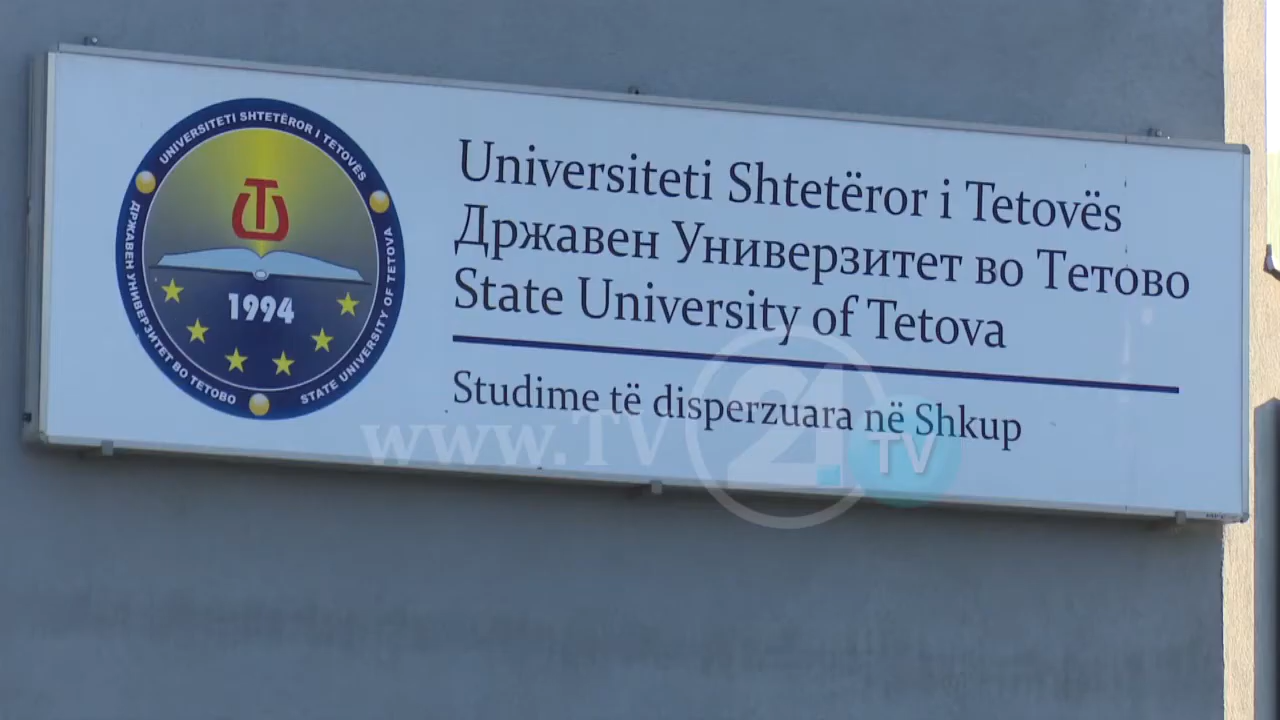 UNIVERSITETI SHTETËROR I TETOVËS
ДРЖАВЕН УНИВЕРЗИТЕТ ВО ТЕТОВО
STATE UNIVERSITY OF TETOVA
1994
Universiteti Shtetëror i Tetovës
Државен Универзитет во Тетово
State University of Tetova
Studime të disperzuara në Shkup
www.TV21.TV